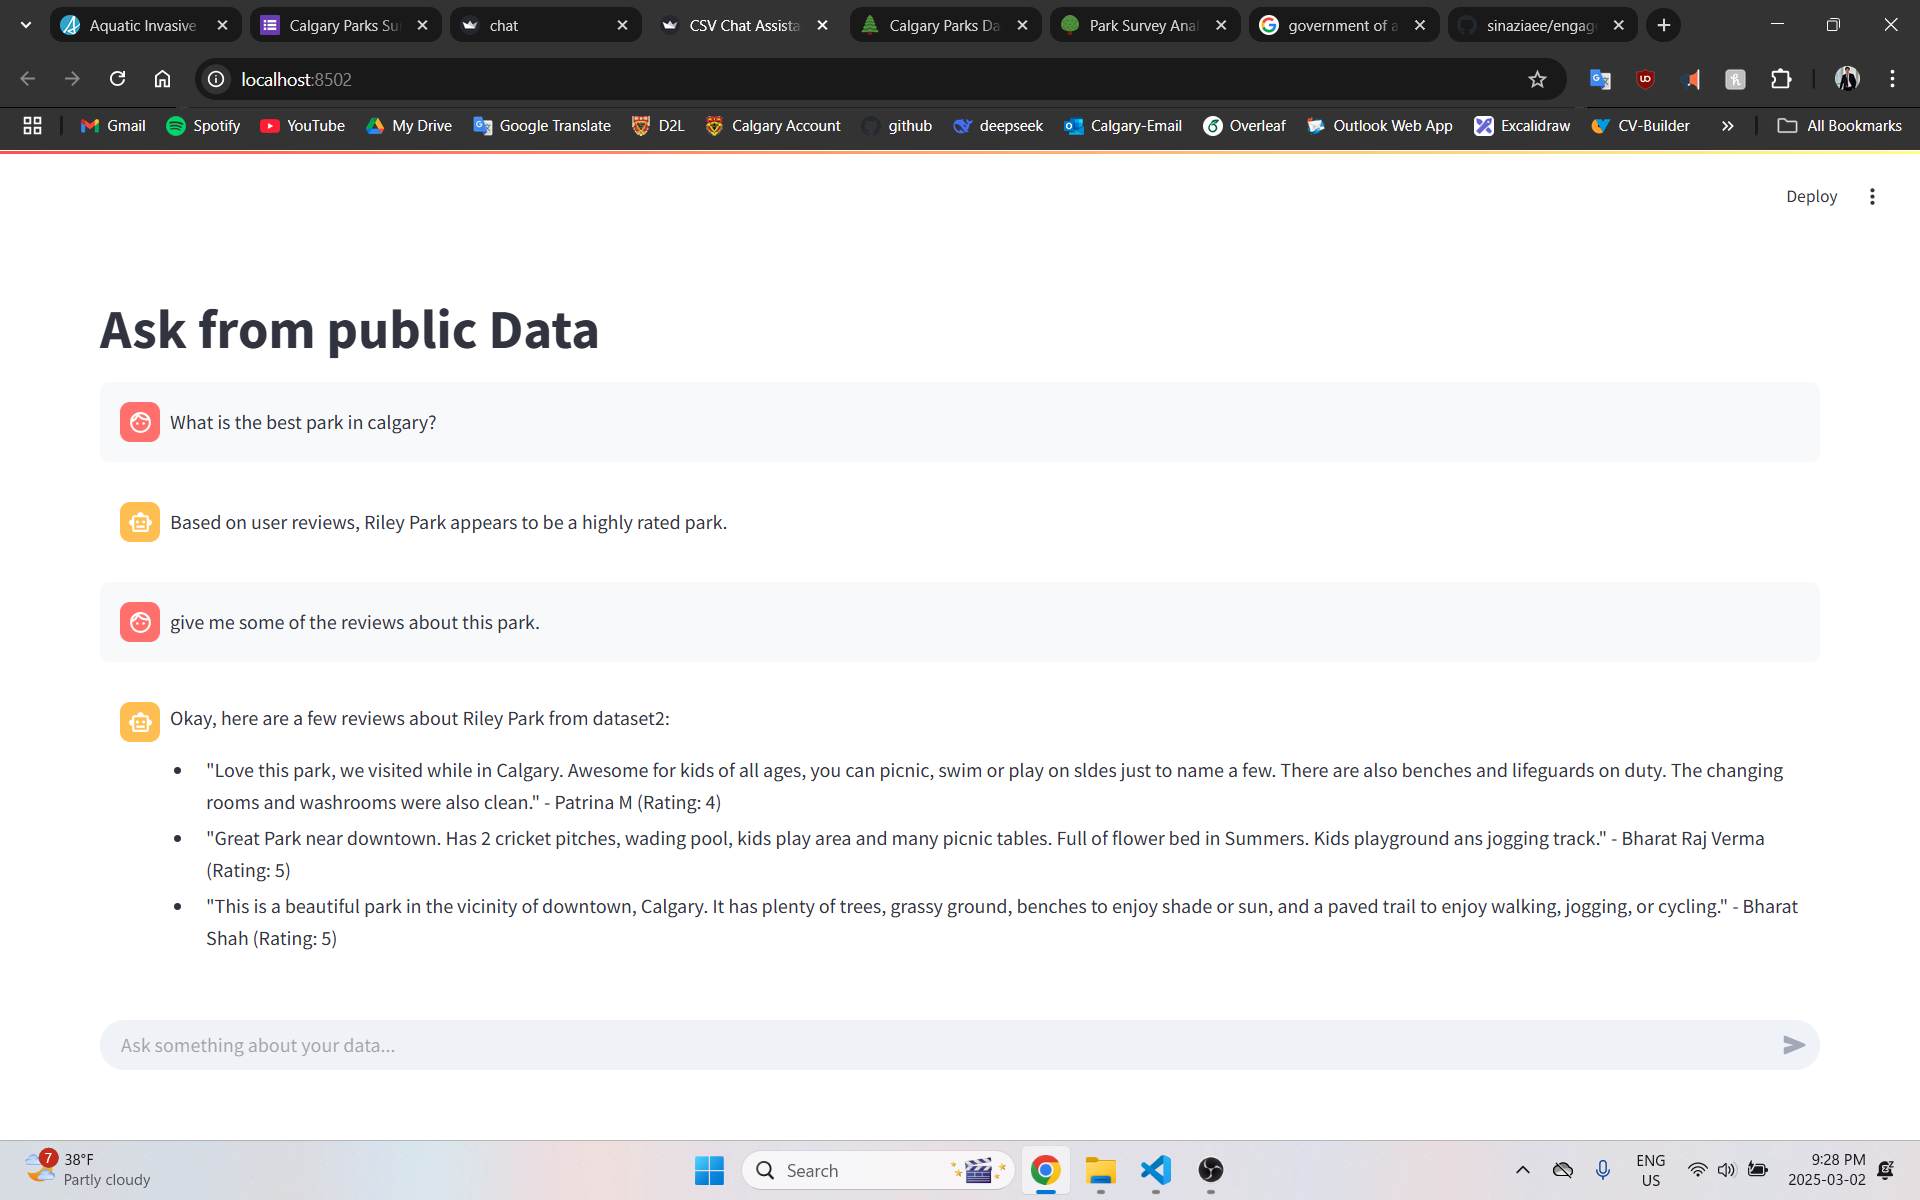 Aquatic Invasive
Calgary Parks Su
chat
CSV Chat Assista
Calgary Parks Da
Park Survey Anal
government of a
sinaziaee/engag
localhost:8502
Gmail
Spotify
YouTube
My Drive
Google Translate
D2L
Calgary Account
github
deepseek
Calgary-Email
Overleaf
Outlook Web App
Excalidraw
CV-Builder
All Bookmarks
Deploy
Ask from public Data
What is the best park in calgary?
Based on user reviews, Riley Park appears to be a highly rated park.
give me some of the reviews about this park.
Okay, here are a few reviews about Riley Park from dataset2:
"Love this park, we visited while in Calgary. Awesome for kids of all ages, you can picnic, swim or play on sldes just to name a few. There are also benches and lifeguards on duty. The changing
rooms and washrooms were also clean." - Patrina M (Rating: 4)
"Great Park near downtown. Has 2 cricket pitches, wading pool, kids play area and many picnic tables. Full of flower bed in Summers. Kids playground ans jogging track." - Bharat Raj Verma
(Rating: 5)
"This is a beautiful park in the vicinity of downtown, Calgary. It has plenty of trees, grassy ground, benches to enjoy shade or sun, and a paved trail to enjoy walking, jogging, or cycling." - Bharat
Shah (Rating: 5)
Ask something about your data...
7
38°F
Partly cloudy
Search
ENG
US
9:28 PM
2025-03-02